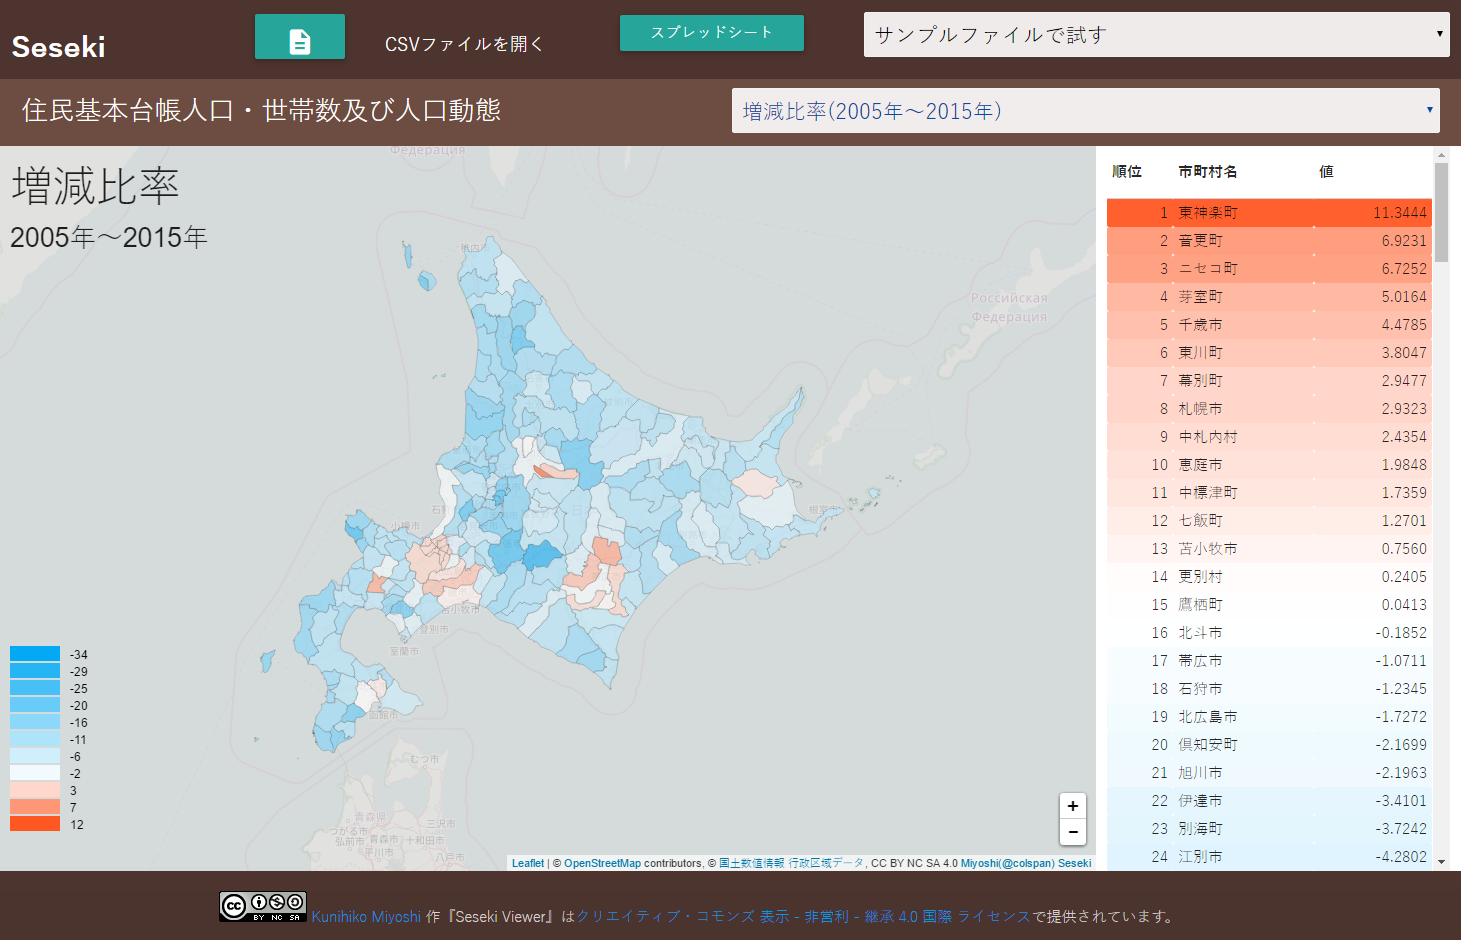 Seseki
CSVファイルを開く
スプレッドシート
サンプルファイルで試す
住民基本台帳人口・世帯数及び人口動態
増減比率(2005年～2015年)
増減比率
2005年～2015年
Федерация
Российская
Федерация
稚内
小樽市
苫小牧市
登別市
室蘭市
函館市
根室市
むつ市
青森県
つがる市
三沢市
弘前市
青森市
十和田市
平川市
八戸市
-34
-29
-25
-20
-16
-11
-6
-2
3
7
12
+
−
Leaflet | © OpenStreetMap contributors, © 国土数値情報 行政区域データ, CC BY NC SA 4.0 Miyoshi(@colspan) Seseki
順位 市町村名 値
1 東神楽町 11.3444
2 音更町 6.9231
3 ニセコ町 6.7252
4 芽室町 5.0164
5 千歳市 4.4785
6 東川町 3.8047
7 幕別町 2.9477
8 札幌市 2.9323
9 中札内村 2.4354
10 恵庭市 1.9848
11 中標津町 1.7359
12 七飯町 1.2701
13 苫小牧市 0.7560
14 更別村 0.2405
15 鷹栖町 0.0413
16 北斗市 -0.1852
17 帯広市 -1.0711
18 石狩市 -1.2345
19 北広島市 -1.7272
20 倶知安町 -2.1699
21 旭川市 -2.1963
22 伊達市 -3.4101
23 別海町 -3.7242
24 江別市 -4.2802
cc BY NC SA
Kunihiko Miyoshi 作『Seseki Viewer』はクリエイティブ・コモンズ 表示 - 非営利 - 継承 4.0 国際 ライセンスで提供されています。